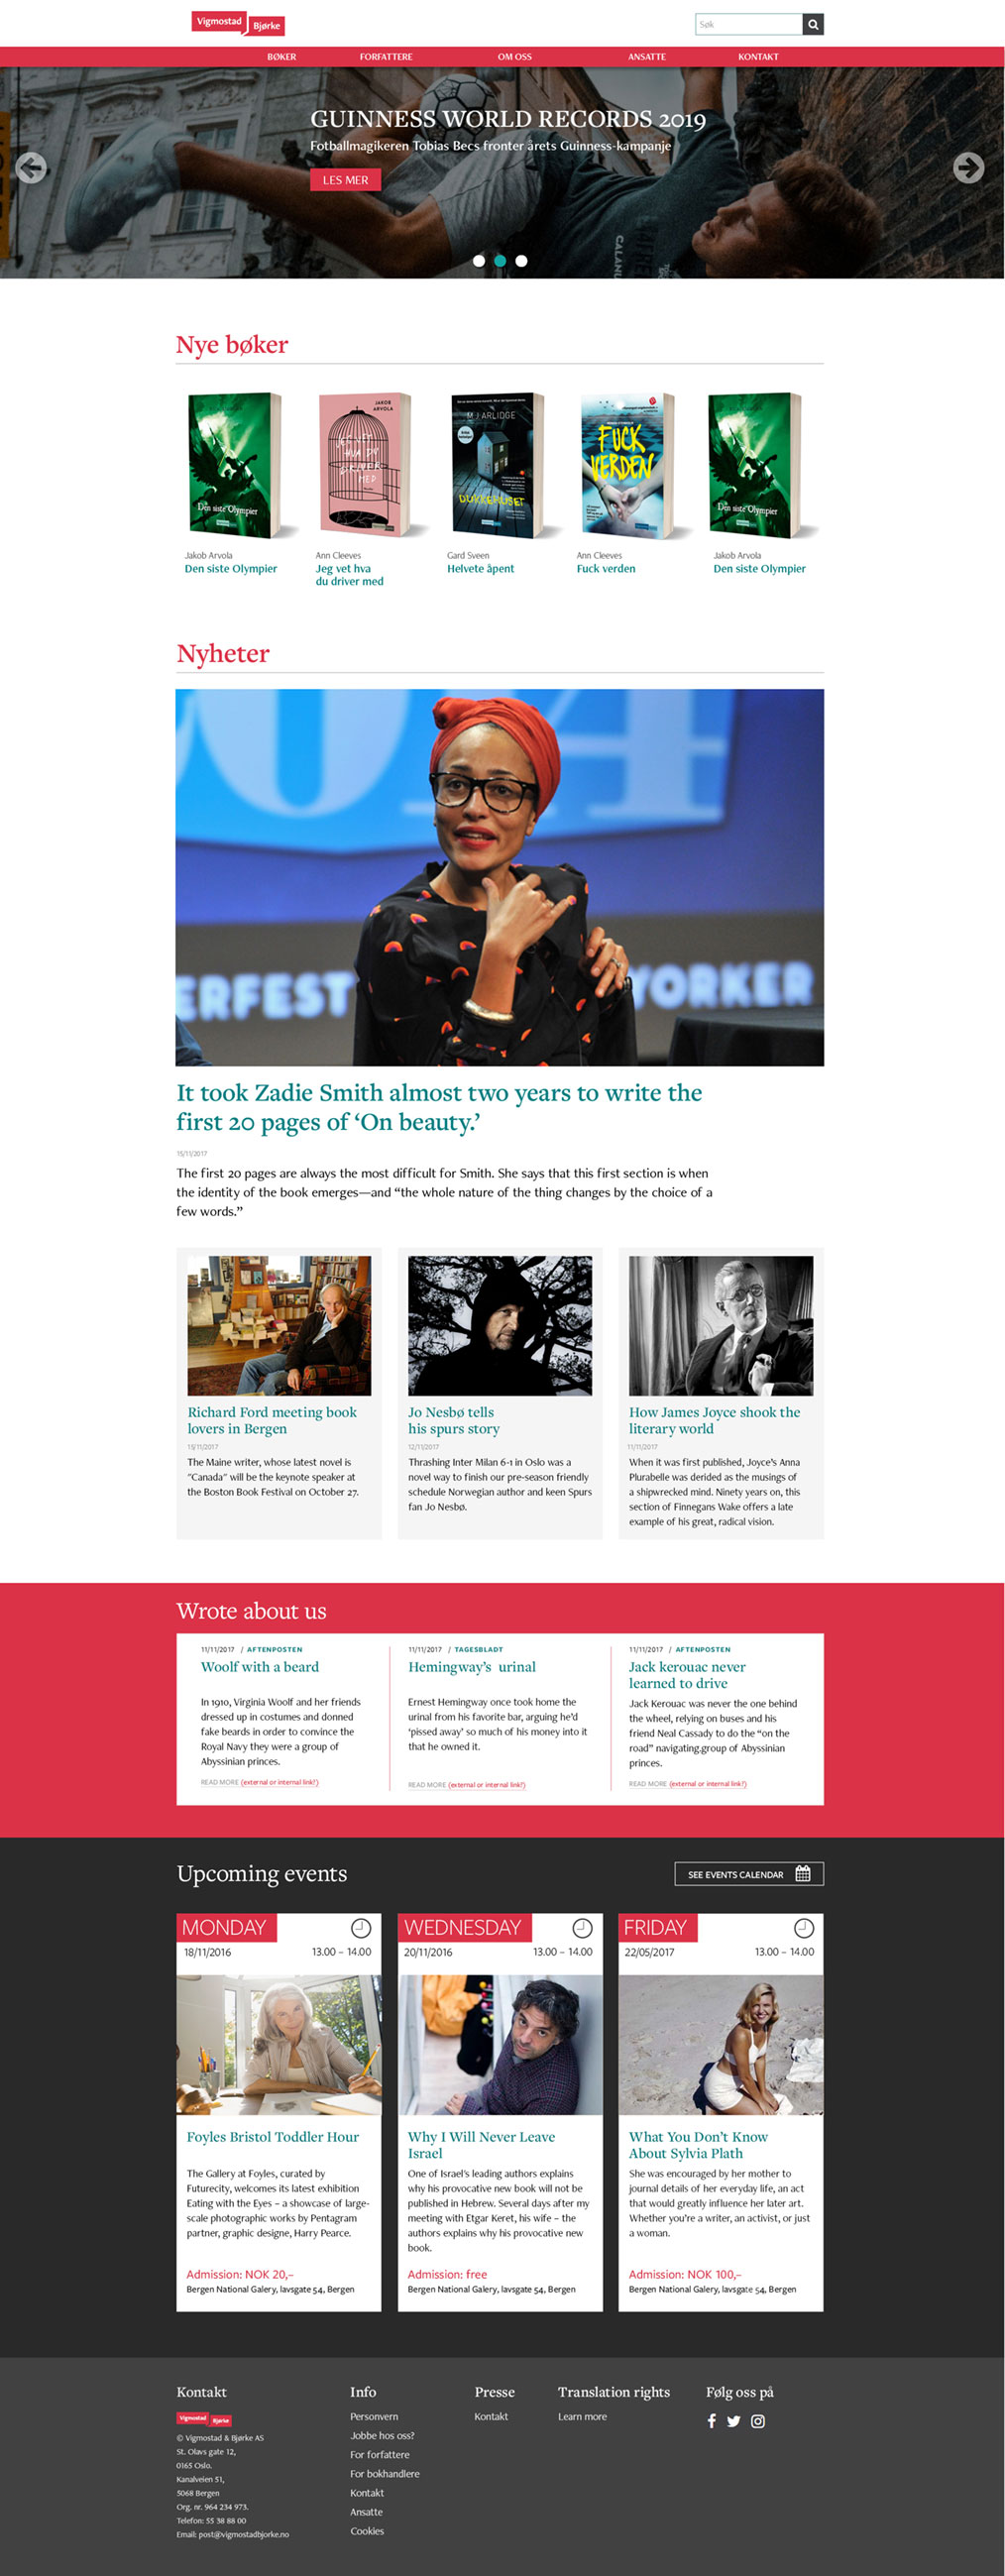 Vigmostad
Bjørke
Søk
BØKER FORFATTERE OM OSS ANSATTE KONTAKT
GUINNESS WORLD RECORDS 2019
Fotballmagikeren Tobias Becs fronter årets Guinness-kampanje
LES MER
Nye bøker
Den siste Olympier
JAKOB
ARVOLA
JEG VET
HVA DU
DRIVER
MED
M.J. ARLIDGE
DUKKEHUSET
FUCK
VERDEN
Den siste Olympier
Jakob Arvola
Den siste Olympier
Ann Cleeves
Jeg vet hva
du driver med
Gard Sveen
Helvete åpent
Ann Cleeves
Fuck verden
Jakob Arvola
Den siste Olympier
Nyheter
ERFEST
YORKER
It took Zadie Smith almost two years to write the
first 20 pages of ‘On beauty.’
15/11/2017
The first 20 pages are always the most difficult for Smith. She says that this first section is when
the identity of the book emerges—and “the whole nature of the thing changes by the choice of a
few words.”
Richard Ford meeting book
lovers in Bergen
13/11/2017
The Maine writer, whose latest novel is
"Canada" will be the keynote speaker at
the Boston Book Festival on October 27.
Jo Nesbø tells
his spurs story
12/11/2017
Thrashing Inter Milan 6-1 in Oslo was a
novel way to finish our pre-season friendly
schedule Norwegian author and keen Spurs
fan Jo Nesbø.
How James Joyce shook the
literary world
11/11/2017
When it was first published, Joyce’s Anna
Plurabelle was derided as the musings of
a shipwrecked mind. Ninety years on, this
section of Finnegans Wake offers a late
example of his great, radical vision.
Wrote about us
11/11/2017 / AFTENPOSTEN
Woolf with a beard
In 1910, Virginia Woolf and her friends
dressed up in costumes and donned
fake beards in order to convince the
Royal Navy they were a group of
Abyssinian princes.
READ MORE (external or internal link?)
11/11/2017 / TAGESBLADT
Hemingway’s urinal
Ernest Hemingway once took home the
urinal from his favorite bar, arguing he’d
‘pissed away’ so much of his money into it
that he owned it.
READ MORE (external or internal link?)
11/11/2017 / AFTENPOSTEN
Jack kerouac never
learned to drive
Jack Kerouac was never the one behind
the wheel, relying on buses and his
friend Neal Cassady to do the “on the
road” navigating.group of Abyssinian
princes.
READ MORE (external or internal link?)
Upcoming events
SEE EVENTS CALENDAR
MONDAY
18/11/2016 13.00 – 14.00
Foyles Bristol Toddler Hour
The Gallery at Foyles, curated by
Futurecity, welcomes its latest exhibition
Eating with the Eyes – a showcase of large-
scale photographic works by Pentagram
partner, graphic designe, Harry Pearce.
Admission: NOK 20,–
Bergen National Galery, lavsgate 54, Bergen
WEDNESDAY
20/11/2016 13.00 – 14.00
Why I Will Never Leave
Israel
One of Israel’s leading authors explains
why his provocative new book will not be
published in Hebrew. Several days after my
meeting with Etgar Keret, his wife – the
authors explains why his provocative new
book.
Admission: free
Bergen National Galery, lavsgate 54, Bergen
FRIDAY
22/05/2017 13.00 – 14.00
What You Don’t Know
About Sylvia Plath
She was encouraged by her mother to
journal details of her everyday life, an act
that would greatly influence her later art.
Whether you’re a writer, an activist, or just
a woman.
Admission: NOK 100,–
Bergen National Galery, lavsgate 54, Bergen
Kontakt
Vigmostad
Bjørke
© Vigmostad & Bjørke AS
St. Olavs gate 12,
0165 Oslo.
Kanalveien 51,
5068 Bergen
Org. nr. 964 234 973.
Telefon: 55 38 88 00
Email: post@vigmostadbjorke.no
Info
Personvern
Jobbe hos oss?
For forfattere
For bokhandlere
Kontakt
Ansatte
Cookies
Presse
Kontakt
Translation rights
Learn more
Følg oss på